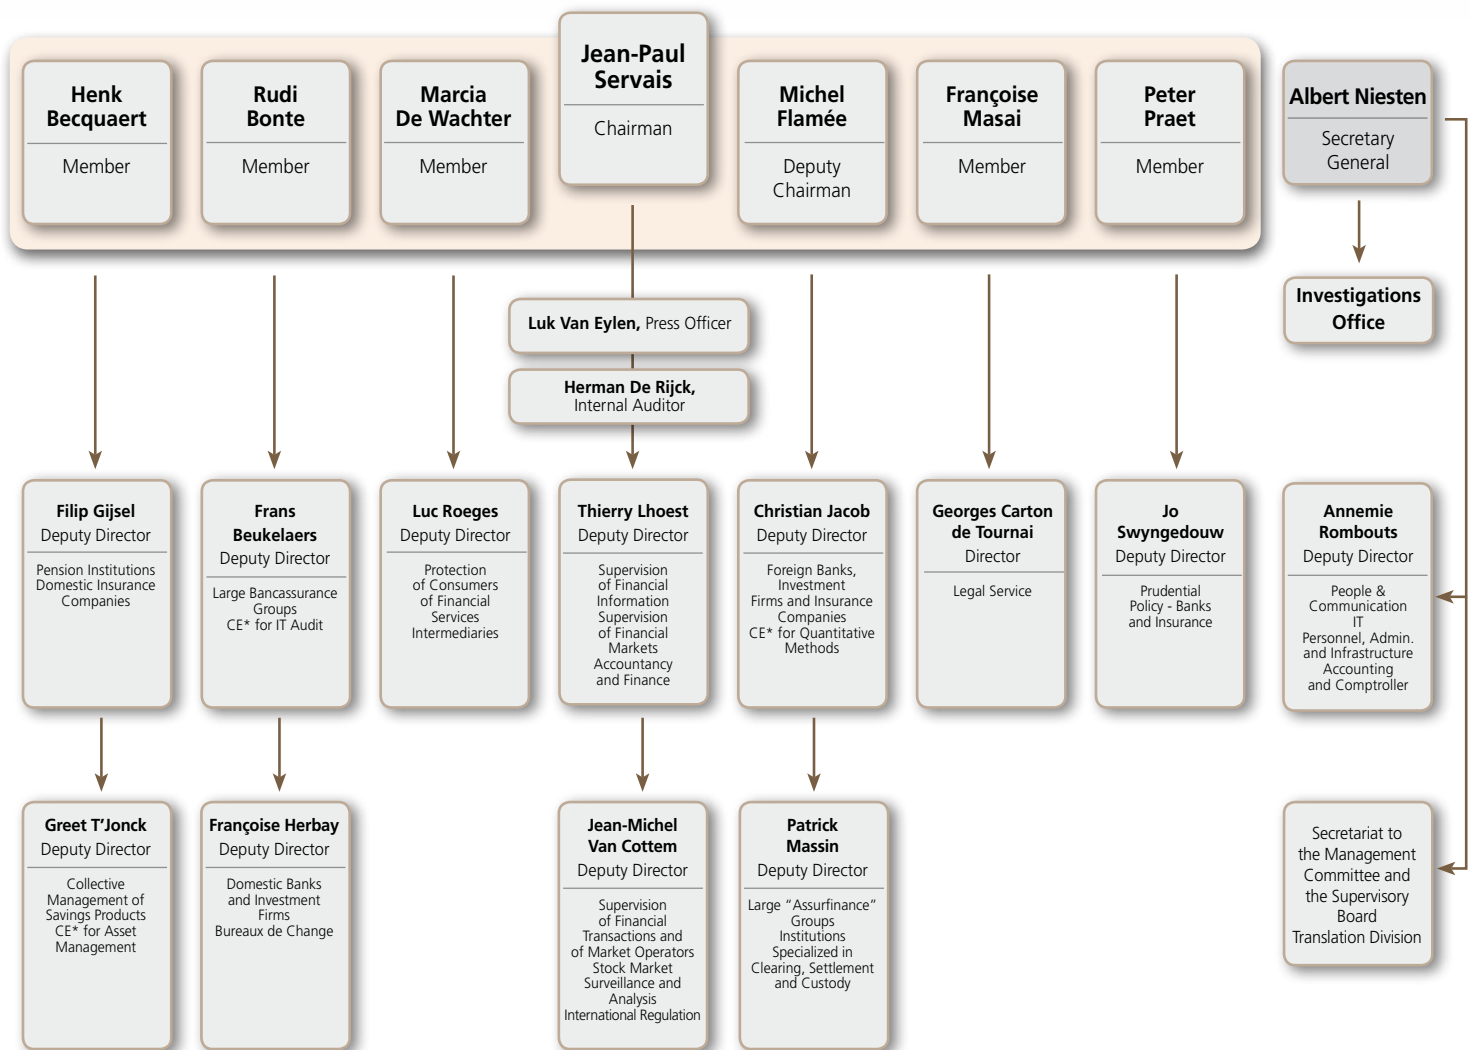 Henk
Becquaert
Member
Rudi
Bonte
Member
Marcia
De Wachter
Member
Jean-Paul
Servais
Chairman
Michel
Flamée
Deputy
Chairman
Françoise
Masai
Member
Peter
Praet
Member
Albert Niesten
Secretary
General
Investigations
Office
Luk Van Eylen, Press Officer
Herman De Rijck,
Internal Auditor
Filip Gijsel
Deputy Director
Pension Institutions
Domestic Insurance
Companies
Frans
Beukelaers
Deputy Director
Large Bancassurance
Groups
CE* for IT Audit
Luc Roeges
Deputy Director
Protection
of Consumers
of Financial
Services
Intermediaries
Thierry Lhoest
Deputy Director
Supervision
of Financial
Information
Supervision
of Financial
Markets
Accountancy
and Finance
Christian Jacob
Deputy Director
Foreign Banks,
Investment
Firms and Insurance
Companies
CE* for Quantitative
Methods
Georges Carton
de Tournai
Director
Legal Service
Jo
Swyngedouw
Deputy Director
Prudential
Policy - Banks
and Insurance
Annemie
Rombouts
Deputy Director
People &
Communication
IT
Personnel, Admin.
and Infrastructure
Accounting
and Comptroller
Greet T’Jonck
Deputy Director
Collective
Management of
Savings Products
CE* for Asset
Management
Françoise Herbay
Deputy Director
Domestic Banks
and Investment
Firms
Bureaux de Change
Jean-Michel
Van Cottem
Deputy Director
Supervision
of Financial
Transactions and
of Market Operators
Stock Market
Surveillance and
Analysis
International Regulation
Patrick
Massin
Deputy Director
Large “Assurfinance”
Groups
Institutions
Specialized in
Clearing, Settlement
and Custody
Secretariat to
the Management
Committee and
the Supervisory
Board
Translation Division